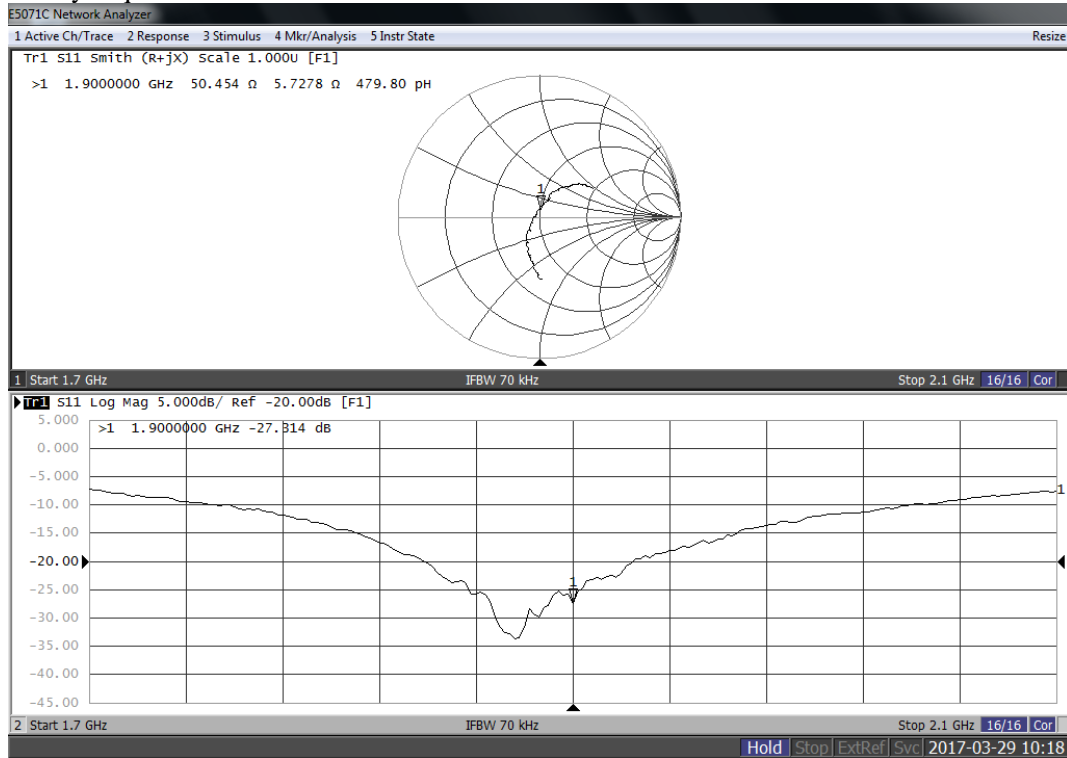 E5071C Network Analyzer
1 Active Ch/Trace 2 Response 3 Stimulus 4 Mkr/Analysis 5 Instr State Resize
Tr1 S11 Smith (R+jX) Scale 1.000U [F1]
>1 1.9000000 GHz 50.454 Ω 5.7278 Ω 479.80 pH
1
1 Start 1.7 GHz IFBW 70 kHz Stop 2.1 GHz 16/16 Cor
Tr1 S11 Log Mag 5.000dB/ Ref -20.00dB [F1]
5.000
>1 1.9000000 GHz -27.314 dB
0.000
-5.000
1
-10.00
-15.00
-20.00
1
-25.00
-30.00
-35.00
-40.00
-45.00
2 Start 1.7 GHz IFBW 70 kHz Stop 2.1 GHz 16/16 Cor
Hold Stop ExtRef Svc 2017-03-29 10:18